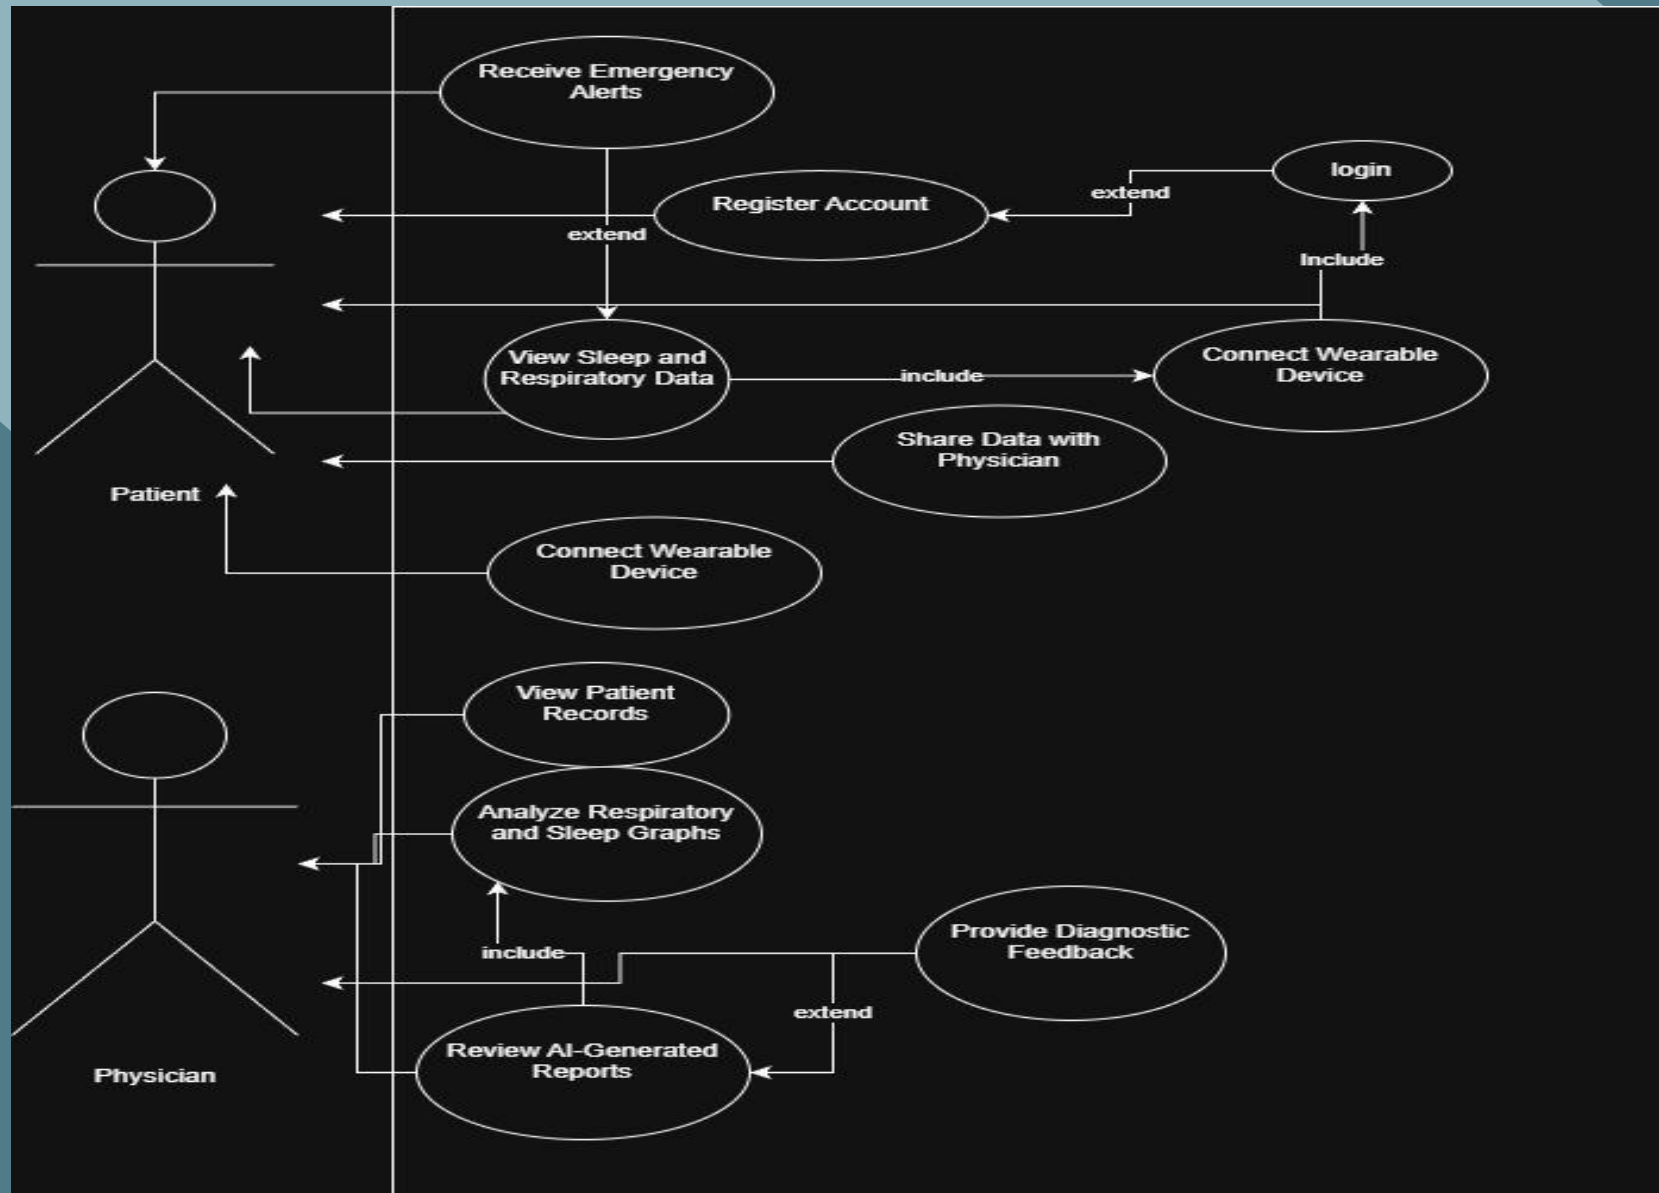 Receive Emergency
Alerts
login
extend
Register Account
extend
Include
View Sleep and
Respiratory Data
include
Connect Wearable
Device
Share Data with
Physician
Patient
Connect Wearable
Device
View Patient
Records
Analyze Respiratory
and Sleep Graphs
include
Provide Diagnostic
Feedback
extend
Review AI-Generated
Reports
Physician